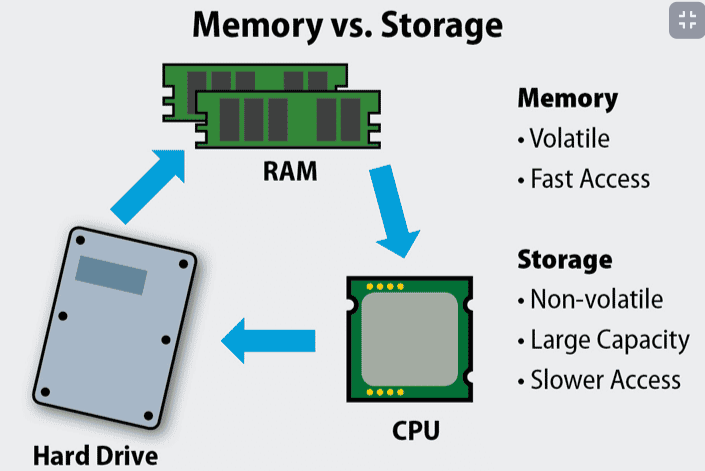 Memory vs. Storage
RAM
Memory
• Volatile
• Fast Access
Storage
• Non-volatile
• Large Capacity
• Slower Access
CPU
Hard Drive